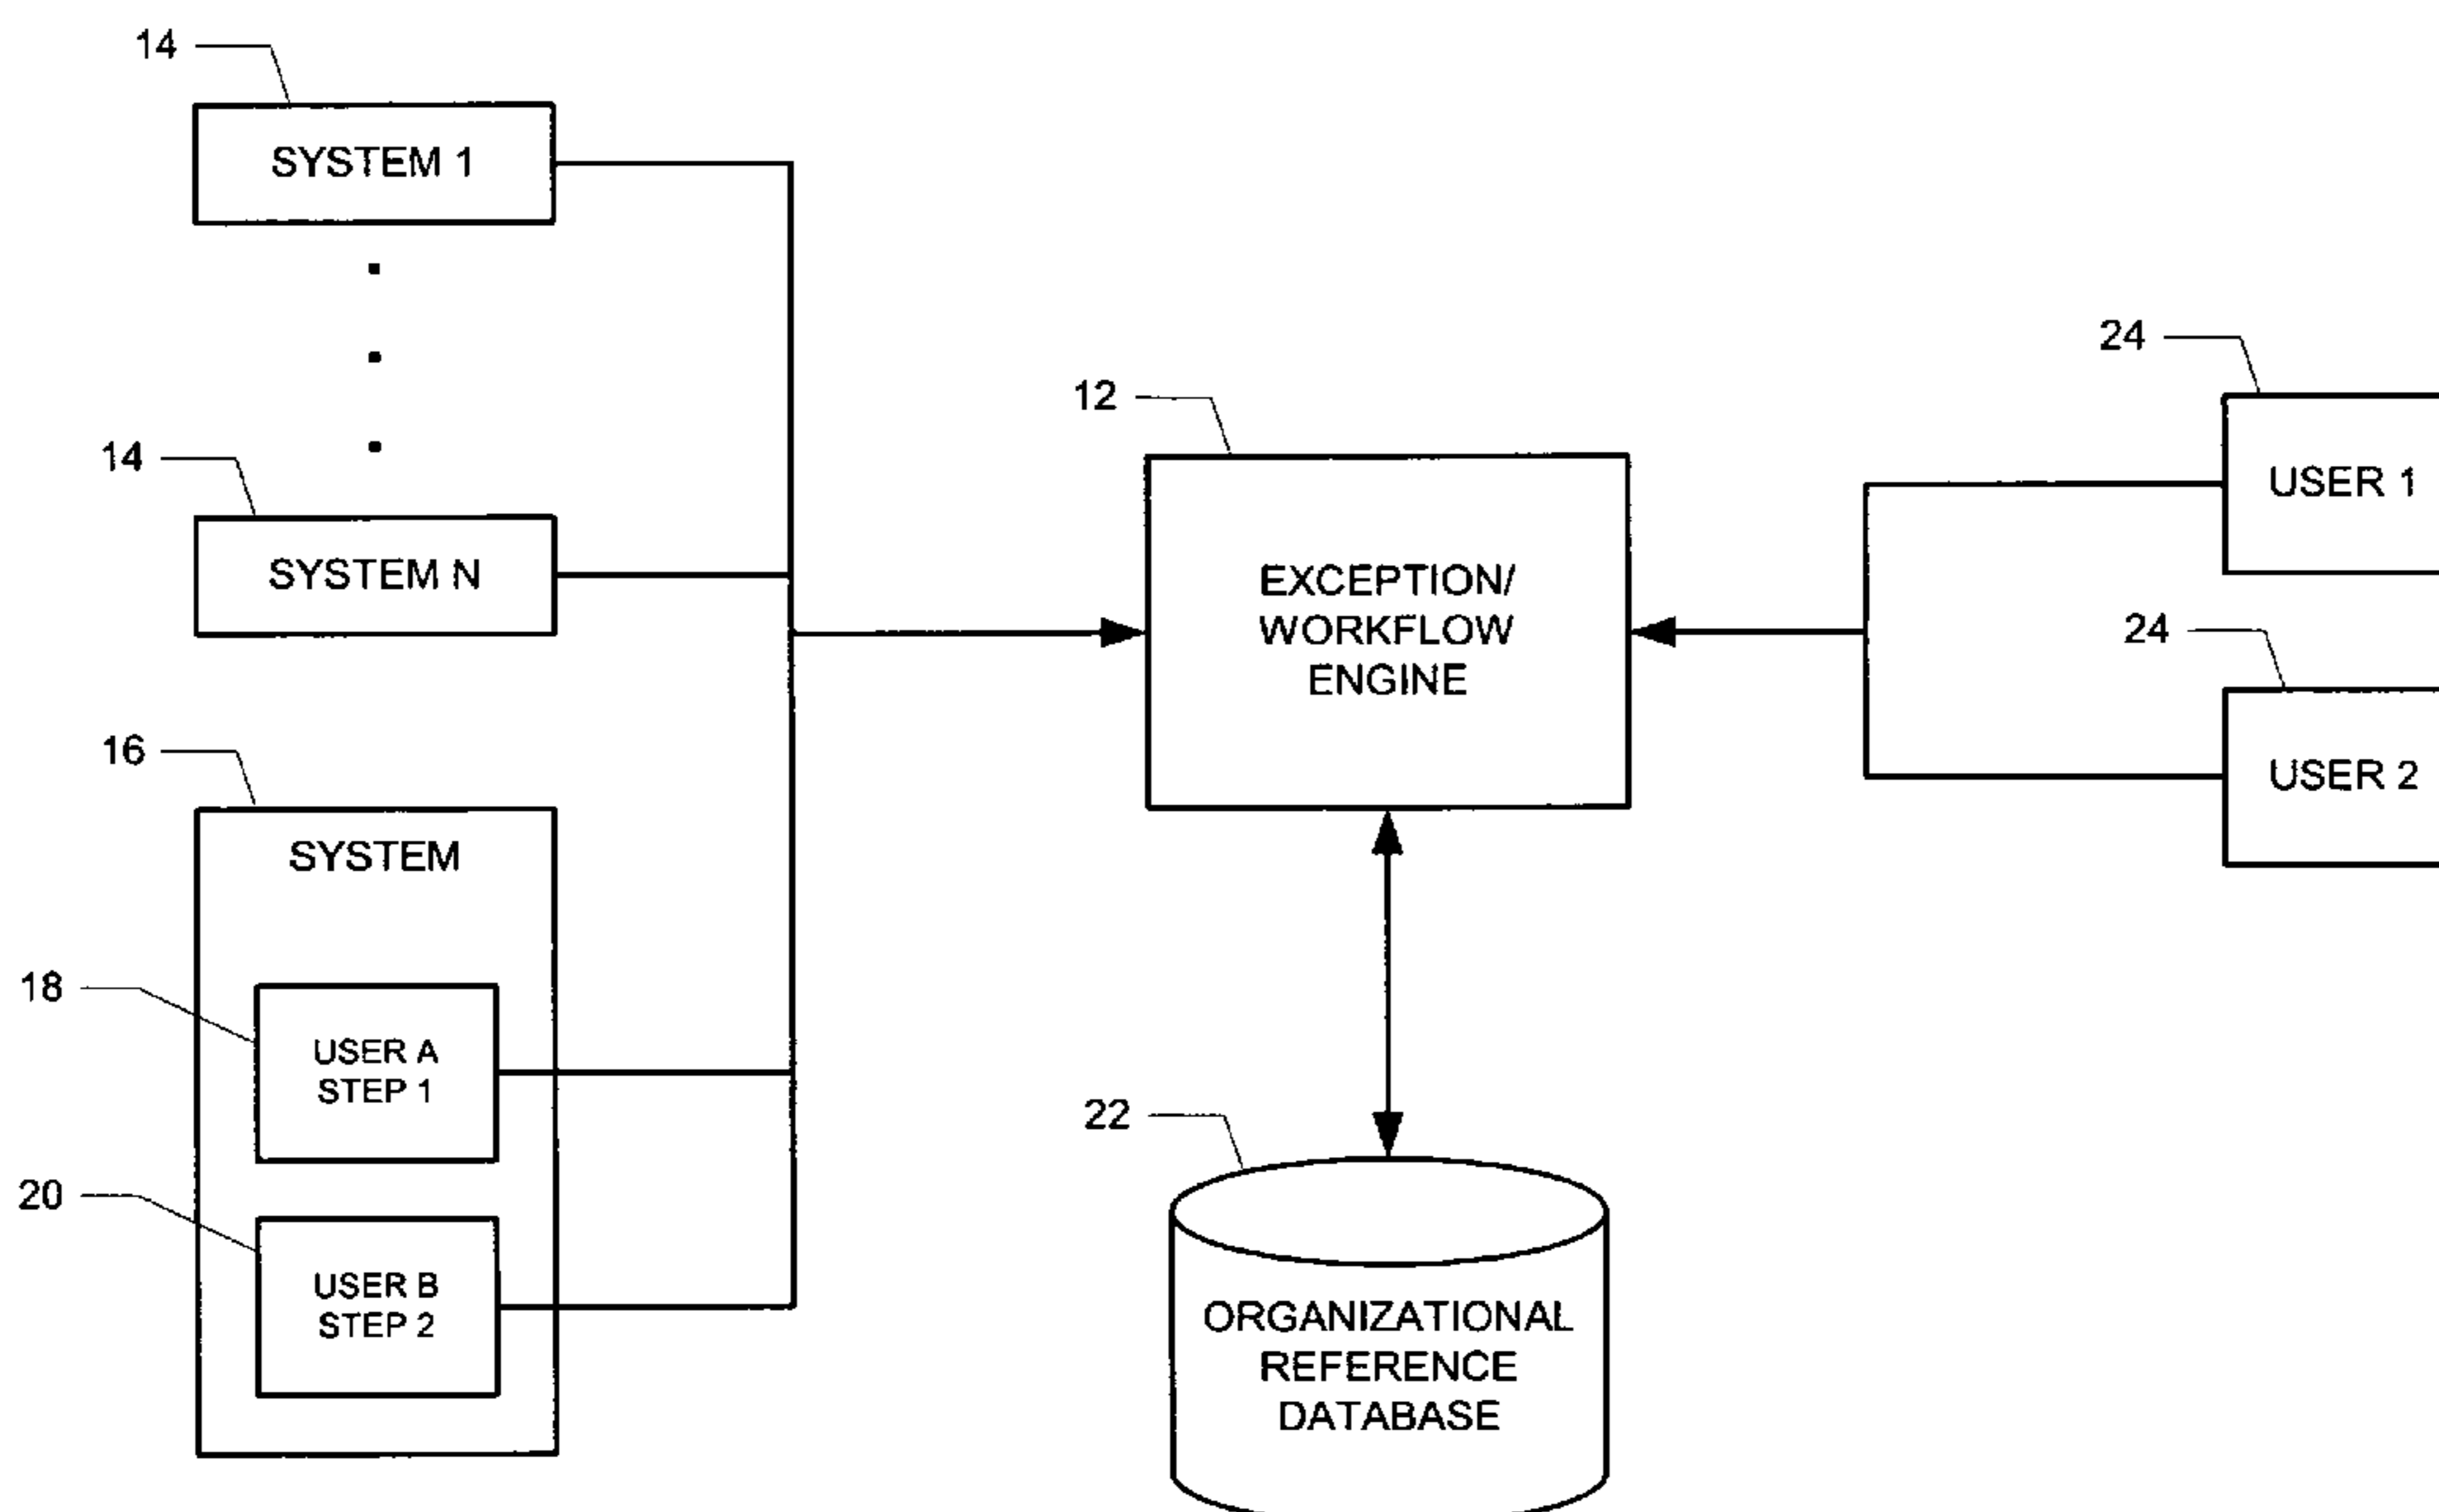 14
SYSTEM 1
14
SYSTEM N
16
SYSTEM
18
USER A
STEP 1
20
USER B
STEP 2
12
EXCEPTION/
WORKFLOW
ENGINE
22
ORGANIZATIONAL
REFERENCE
DATABASE
24
USER 1
24
USER 2